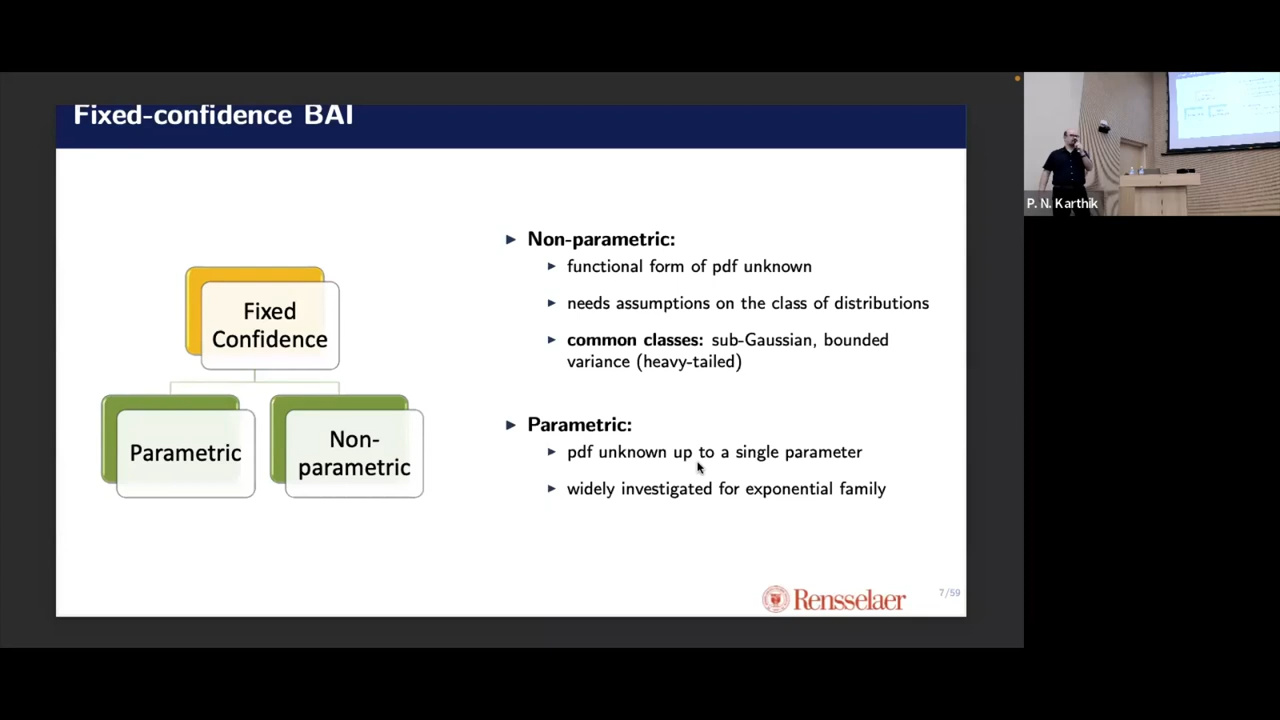 Fixed-confidence BAI
Fixed
Confidence
Parametric
Non-
parametric
Non-parametric:
functional form of pdf unknown
needs assumptions on the class of distributions
common classes: sub-Gaussian, bounded
variance (heavy-tailed)
Parametric:
pdf unknown up to a single parameter
widely investigated for exponential family
Rensselaer
7/59
P. N. Karthik